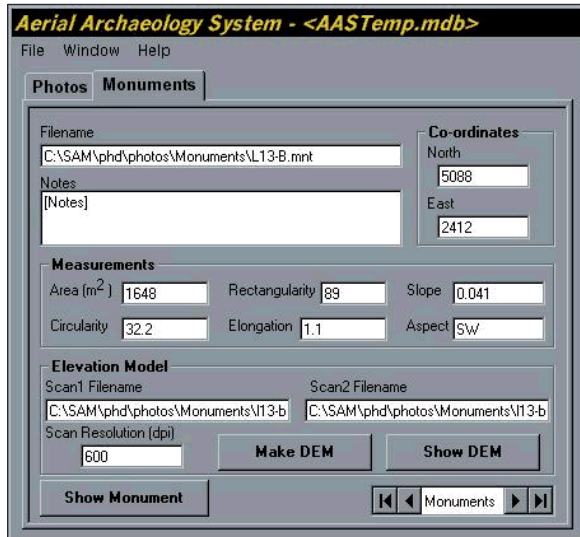 Aerial Archaeology System - <AASTemp.mdb>
File Window Help
Photos Monuments
Filename
C:\SAM\phd\photos\Monuments\L13-B.mnt
Notes
[Notes]
Co-ordinates
North
5088
East
2412
Measurements
Area (m2) 1648 Rectangularity 89 Slope 0.041
Circularity 32.2 Elongation 1.1 Aspect SW
Elevation Model
Scan1 Filename Scan2 Filename
C:\SAM\phd\photos\Monuments\l13-b C:\SAM\phd\photos\Monuments\l13-b
Scan Resolution (dpi)
600 Make DEM Show DEM
Show Monument Monuments